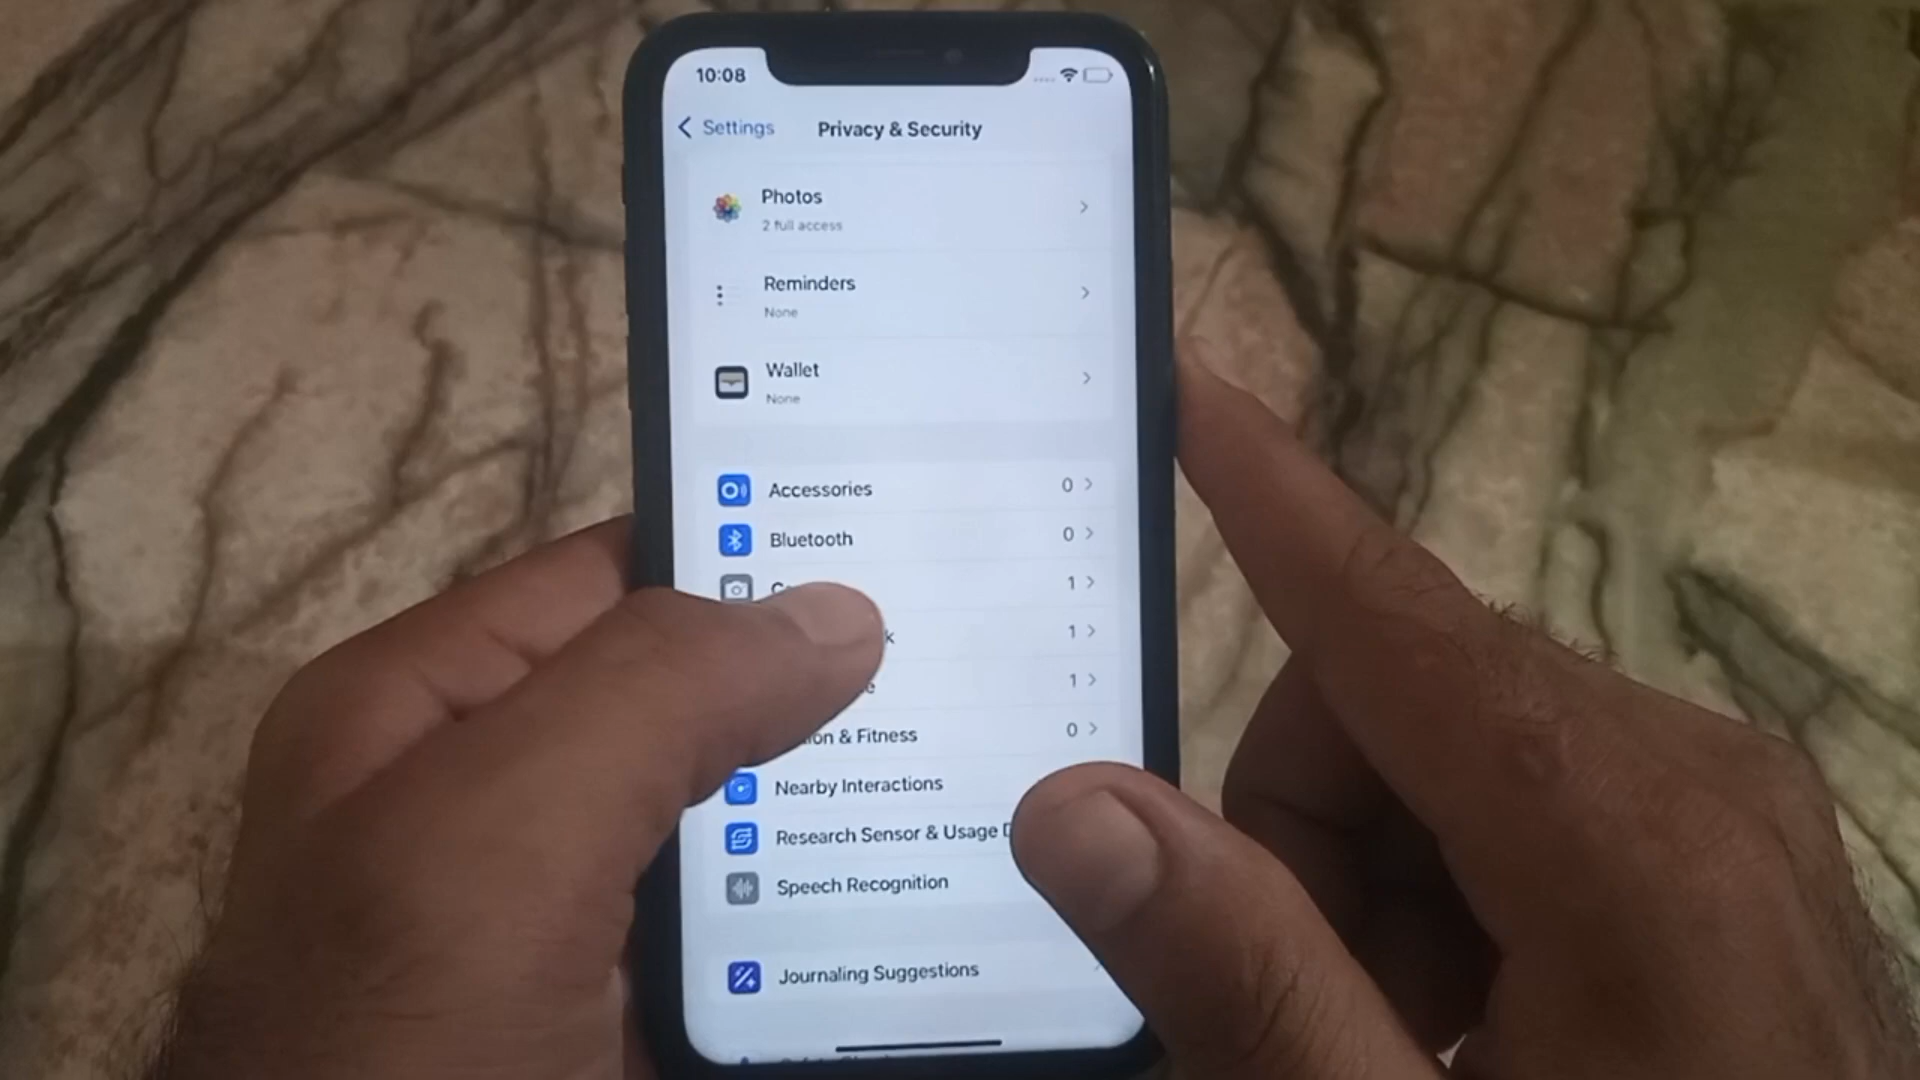 10:08
Settings
Privacy & Security
Photos
2 full access
Reminders
None
Wallet
None
Accessories 0
Bluetooth 0
1
1
1
& Fitness 0
Nearby Interactions
Research Sensor & Usage
Speech Recognition
Journaling Suggestions